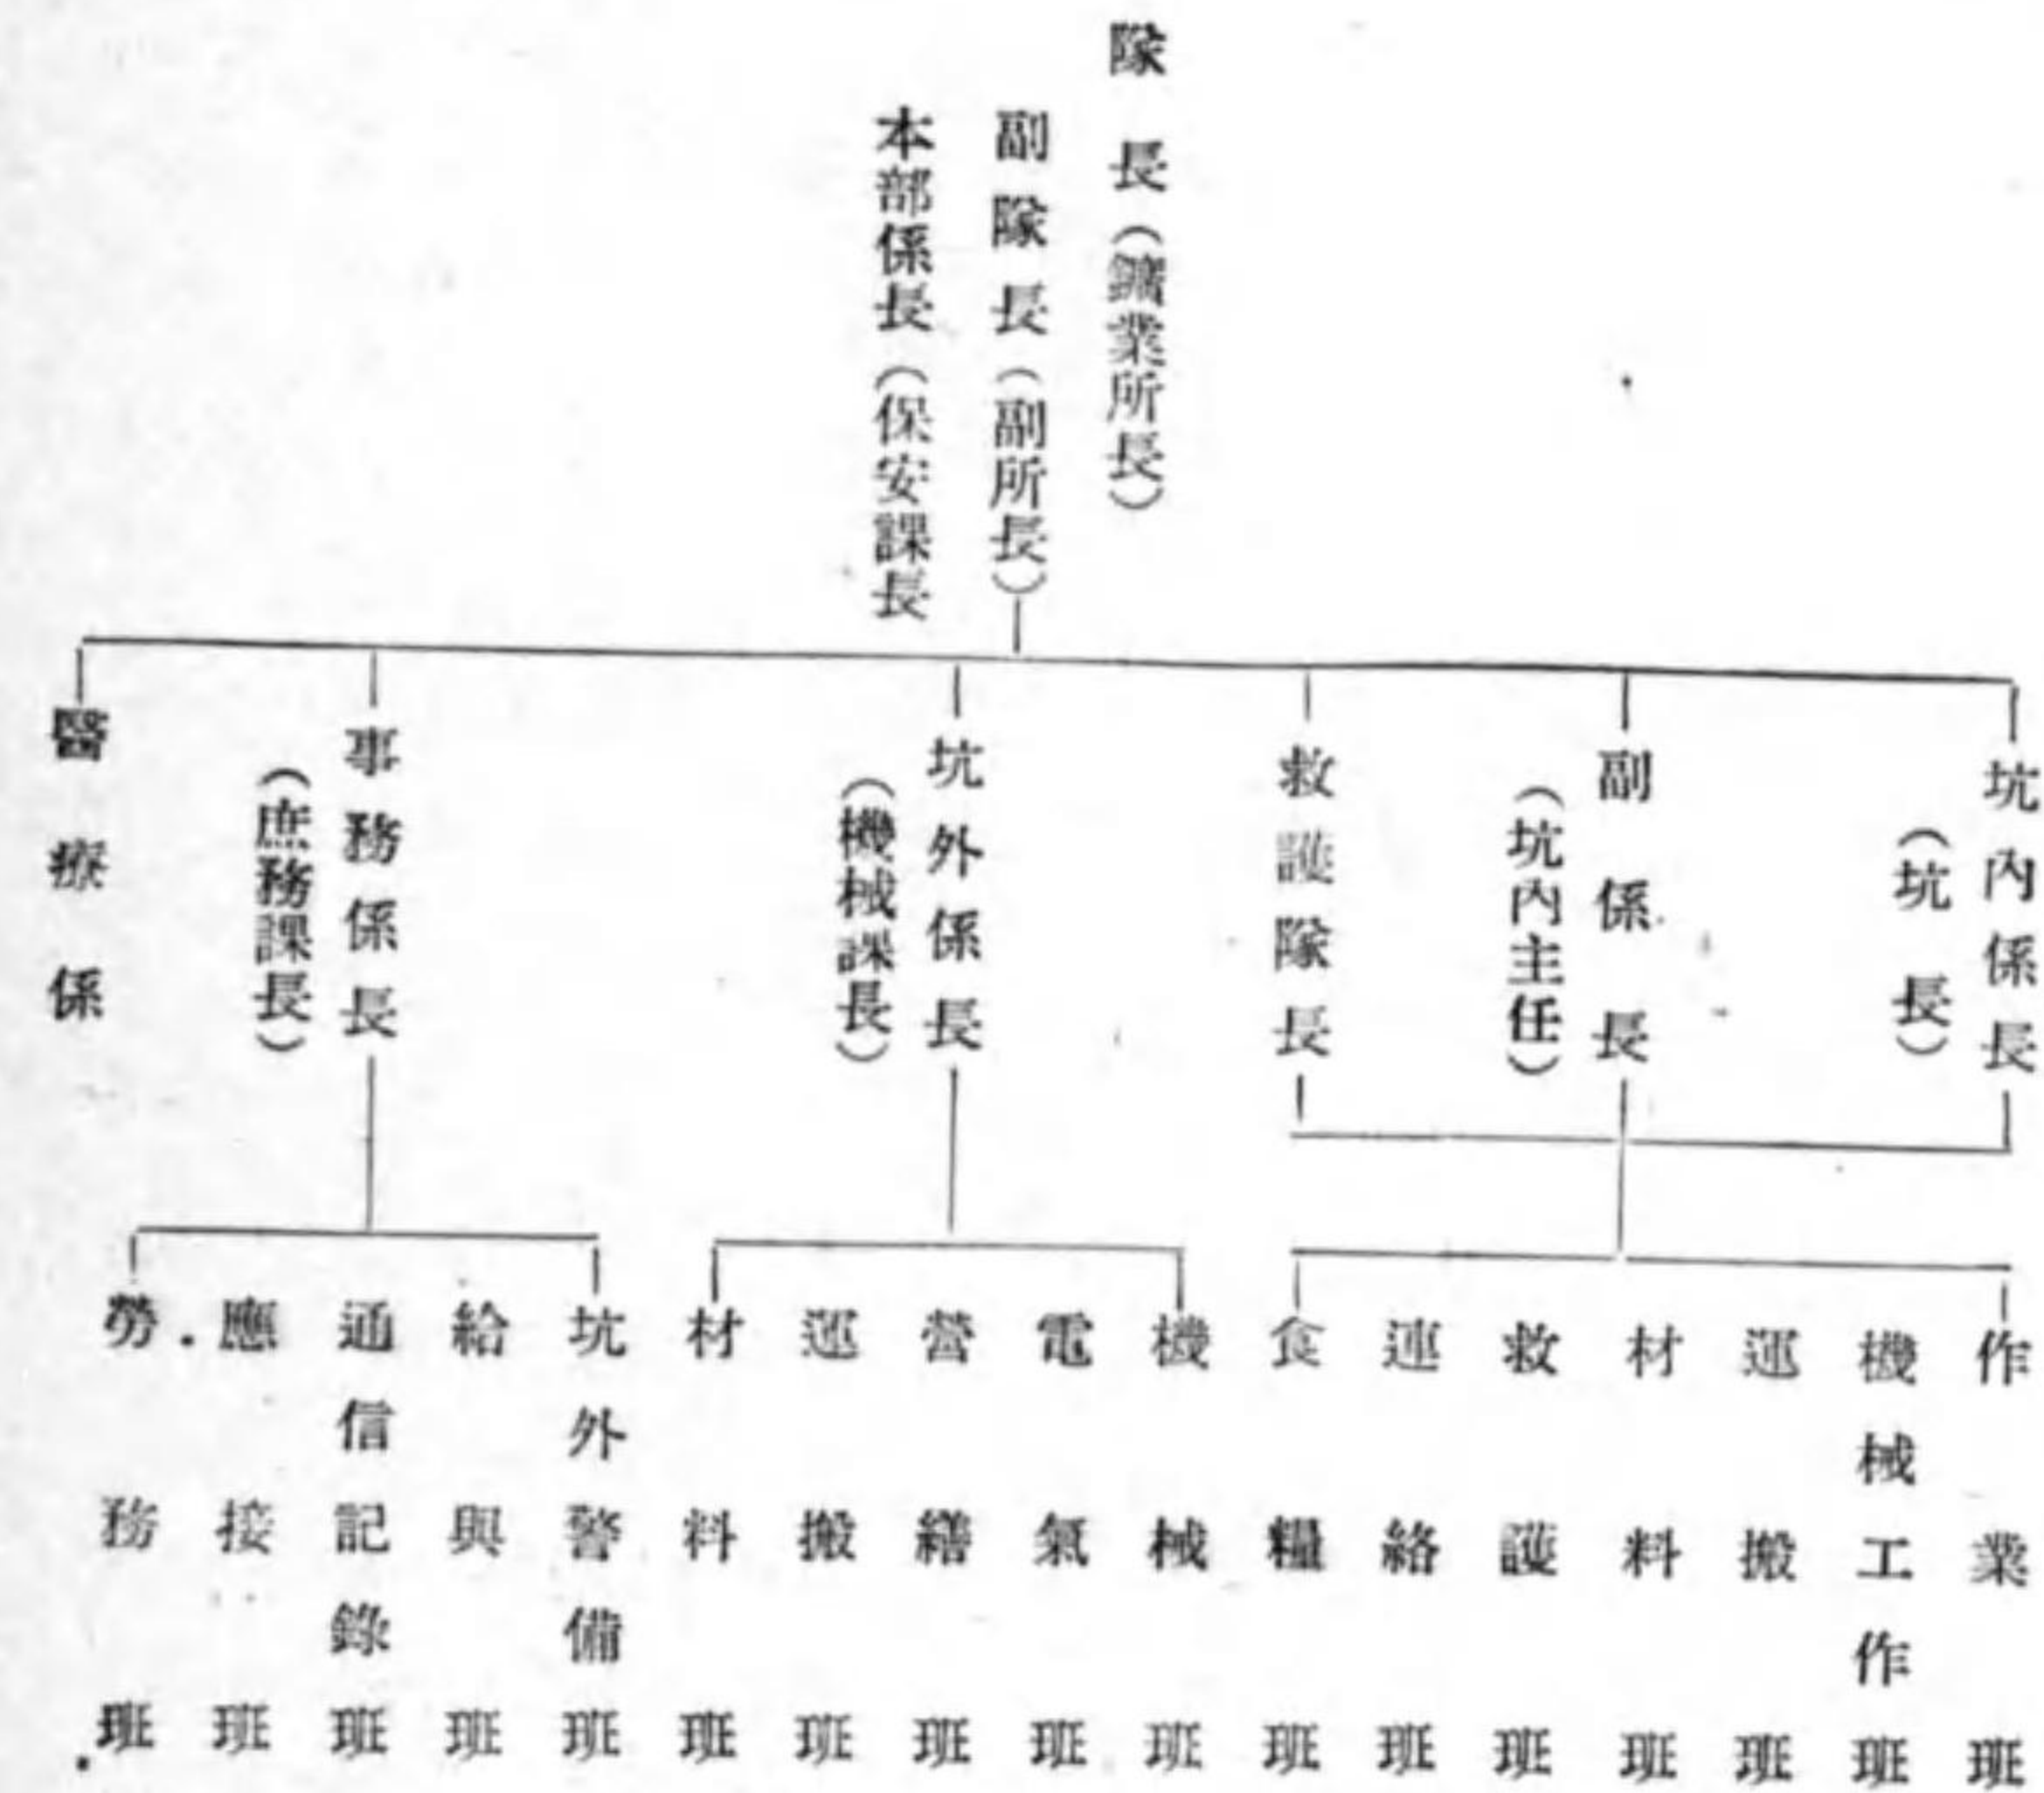 隊長（鑛業所長）
副隊長（副所長）
本部係長（保安課長
坑內係長
（坑長）
副係長
（坑內主任）
救護隊長
坑外係長
（機械課長）
事務係長
（庶務課長）
醫療係
作業班
機械工作班
運搬班
材料班
救護班
連絡班
食糧班
機械班
電氣班
營繕班
運搬班
材料班
坑外警備班
給與班
通信記錄班
應接班
勞務班